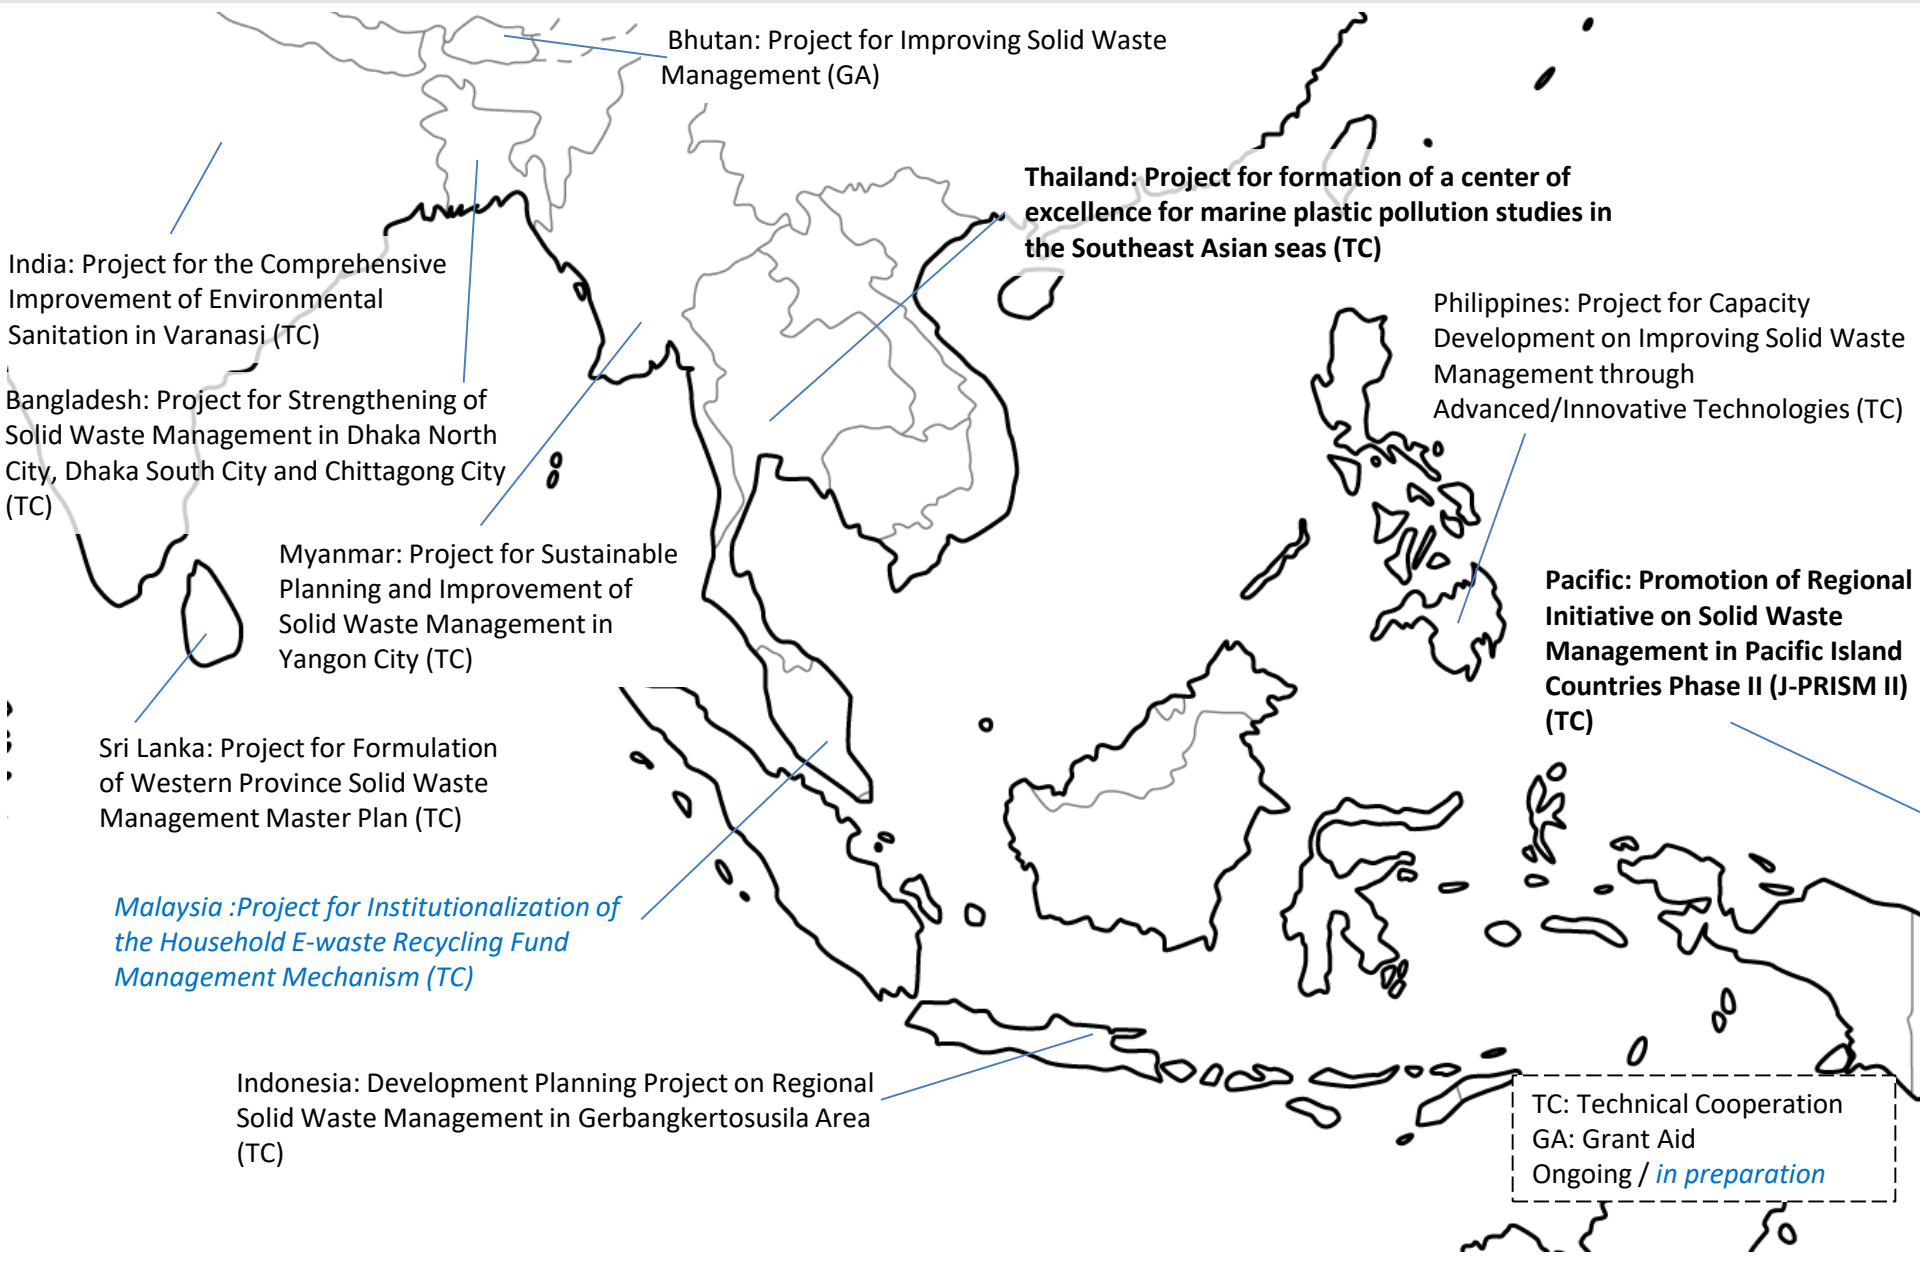 Bhutan: Project for Improving Solid Waste
Management (GA)
Thailand: Project for formation of a center of
excellence for marine plastic pollution studies in
the Southeast Asian seas (TC)
India: Project for the Comprehensive
Improvement of Environmental
Sanitation in Varanasi (TC)
Philippines: Project for Capacity
Development on Improving Solid Waste
Management through
Advanced/Innovative Technologies (TC)
Bangladesh: Project for Strengthening of
Solid Waste Management in Dhaka North
City, Dhaka South City and Chittagong City
(TC)
Myanmar: Project for Sustainable
Planning and Improvement of
Solid Waste Management in
Yangon City (TC)
Pacific: Promotion of Regional
Initiative on Solid Waste
Management in Pacific Island
Countries Phase II (J-PRISM II)
(TC)
Sri Lanka: Project for Formulation
of Western Province Solid Waste
Management Master Plan (TC)
Malaysia :Project for Institutionalization of
the Household E-waste Recycling Fund
Management Mechanism (TC)
Indonesia: Development Planning Project on Regional
Solid Waste Management in Gerbangkertosusila Area
(TC)
TC: Technical Cooperation
GA: Grant Aid
Ongoing / in preparation